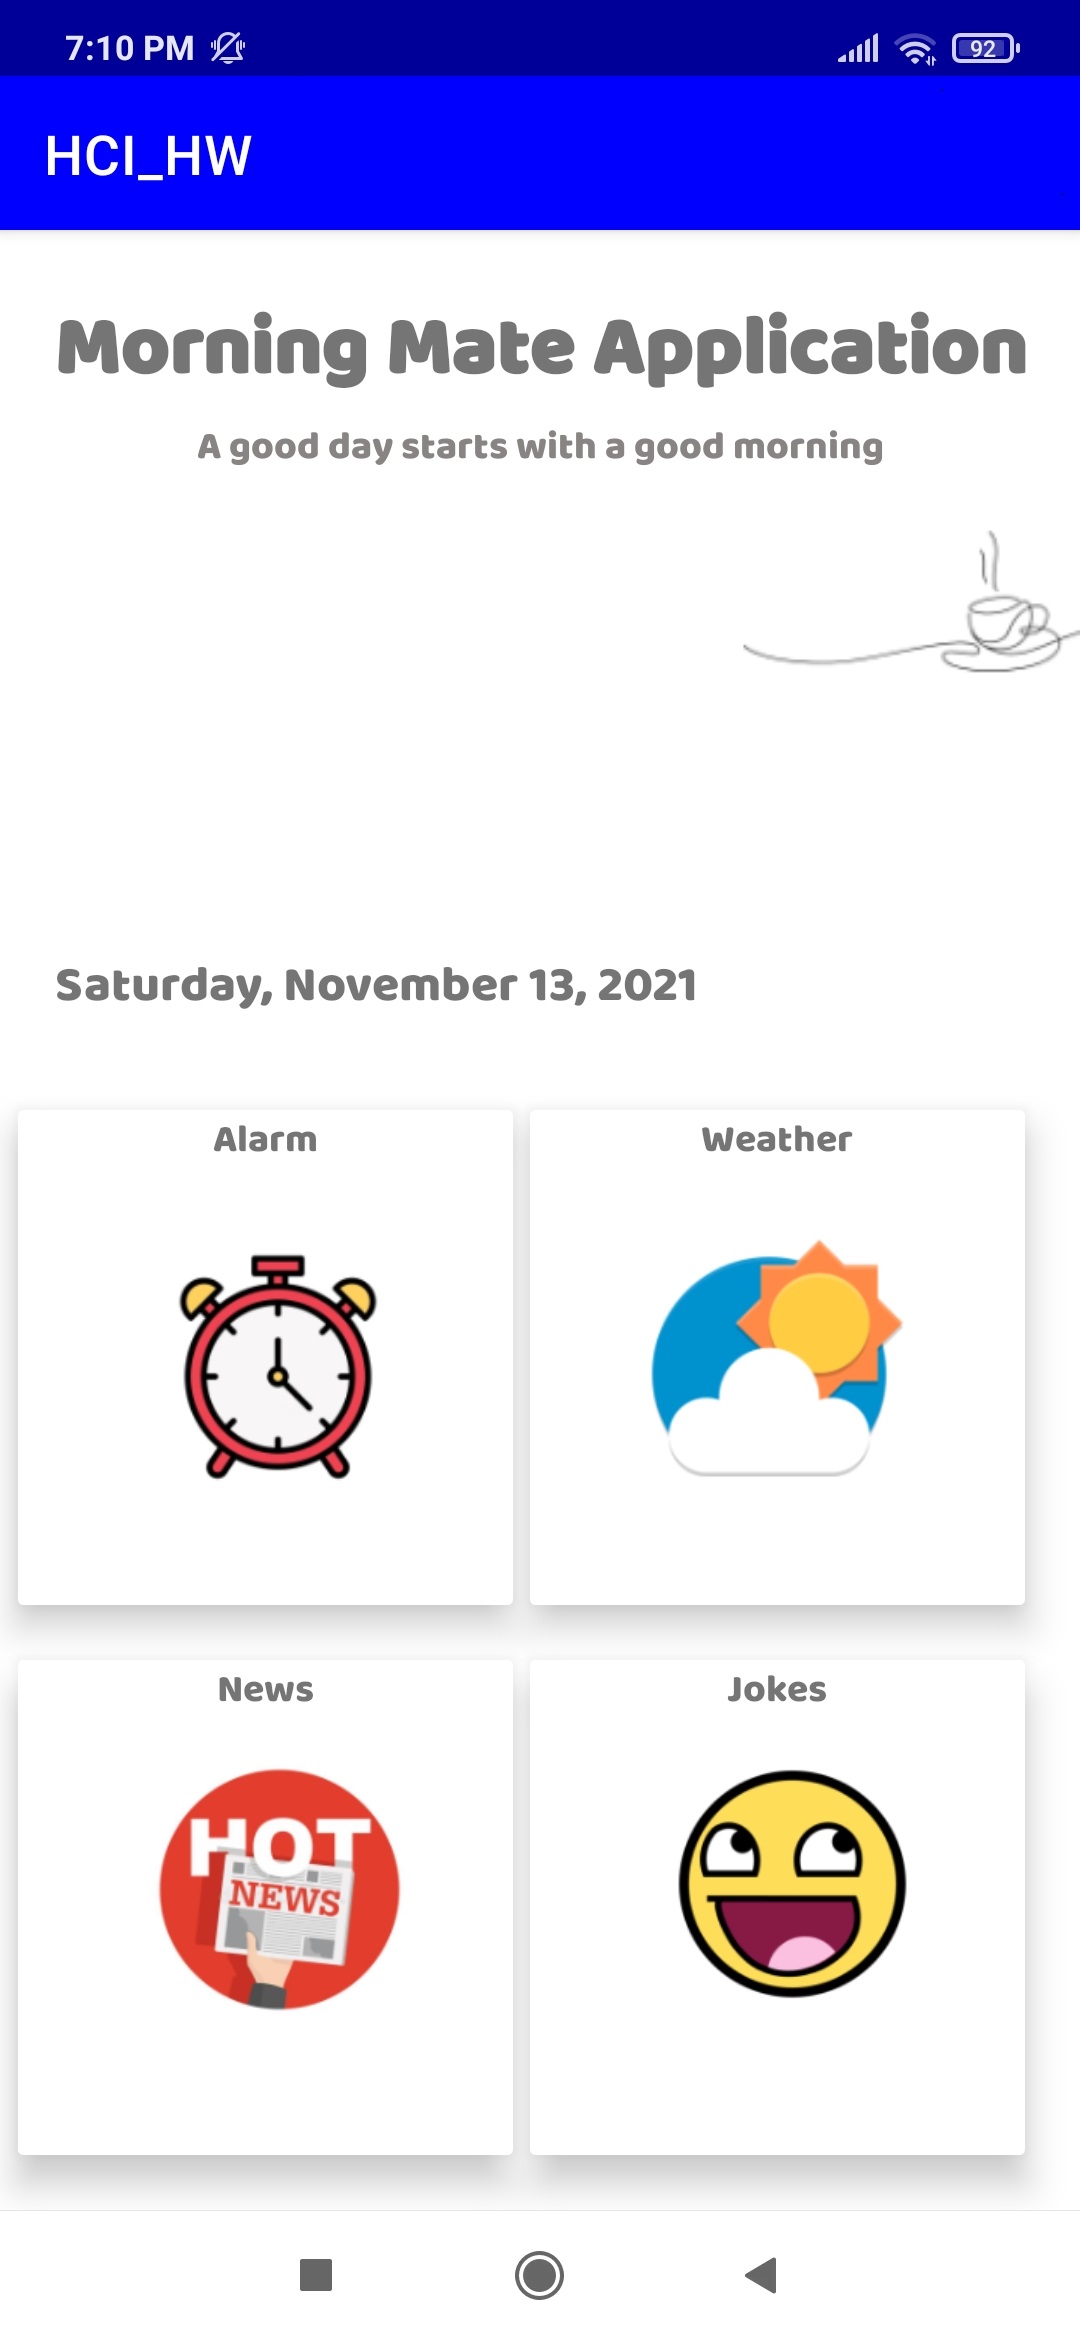 7:10 PM 92
HCI_HW
Morning Mate Application
A good day starts with a good morning
Saturday, November 13, 2021
Alarm Weather
News Jokes
HOT
NEWS